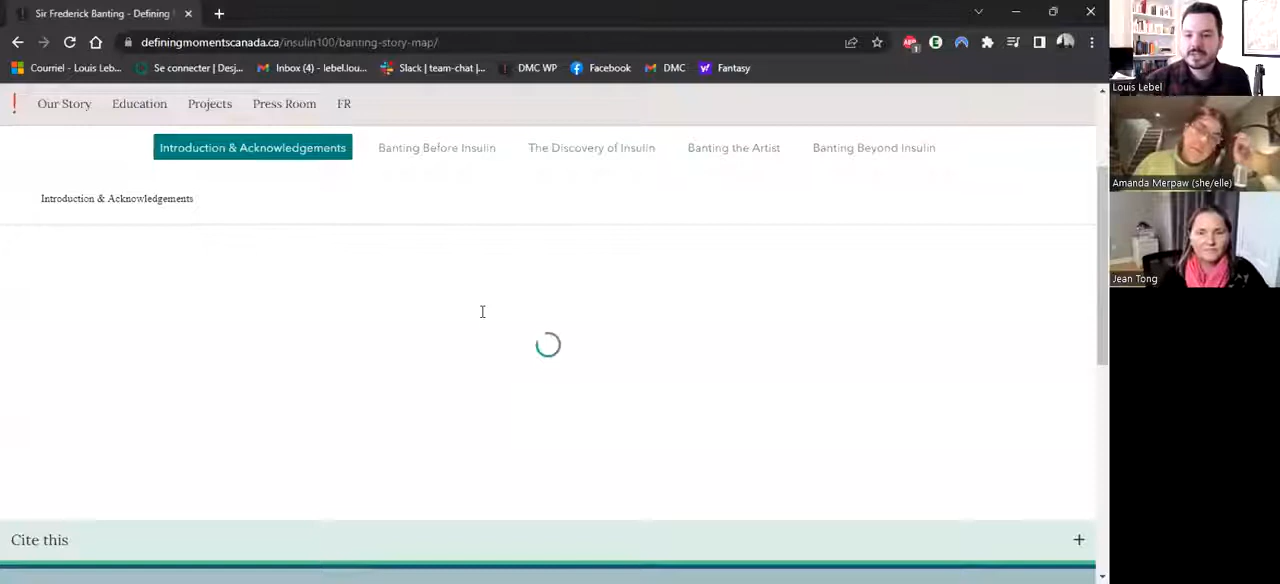 Sir Frederick Banting - Defining
definingmomentscanada.ca/insulin100/banting-story-map/
1
Courriel - Louis Leb...
Se connecter | Desj...
Inbox (4) - lebel.lou...
Slack | team-chat |...
DMC WP
Facebook
DMC
Fantasy
Our Story
Education
Projects
Press Room
FR
Introduction & Acknowledgements
Banting Before Insulin
The Discovery of Insulin
Banting the Artist
Banting Beyond Insulin
Introduction & Acknowledgements
Cite this
+
Louis Lebel
Amanda Merpaw (she/elle)
Jean Tong